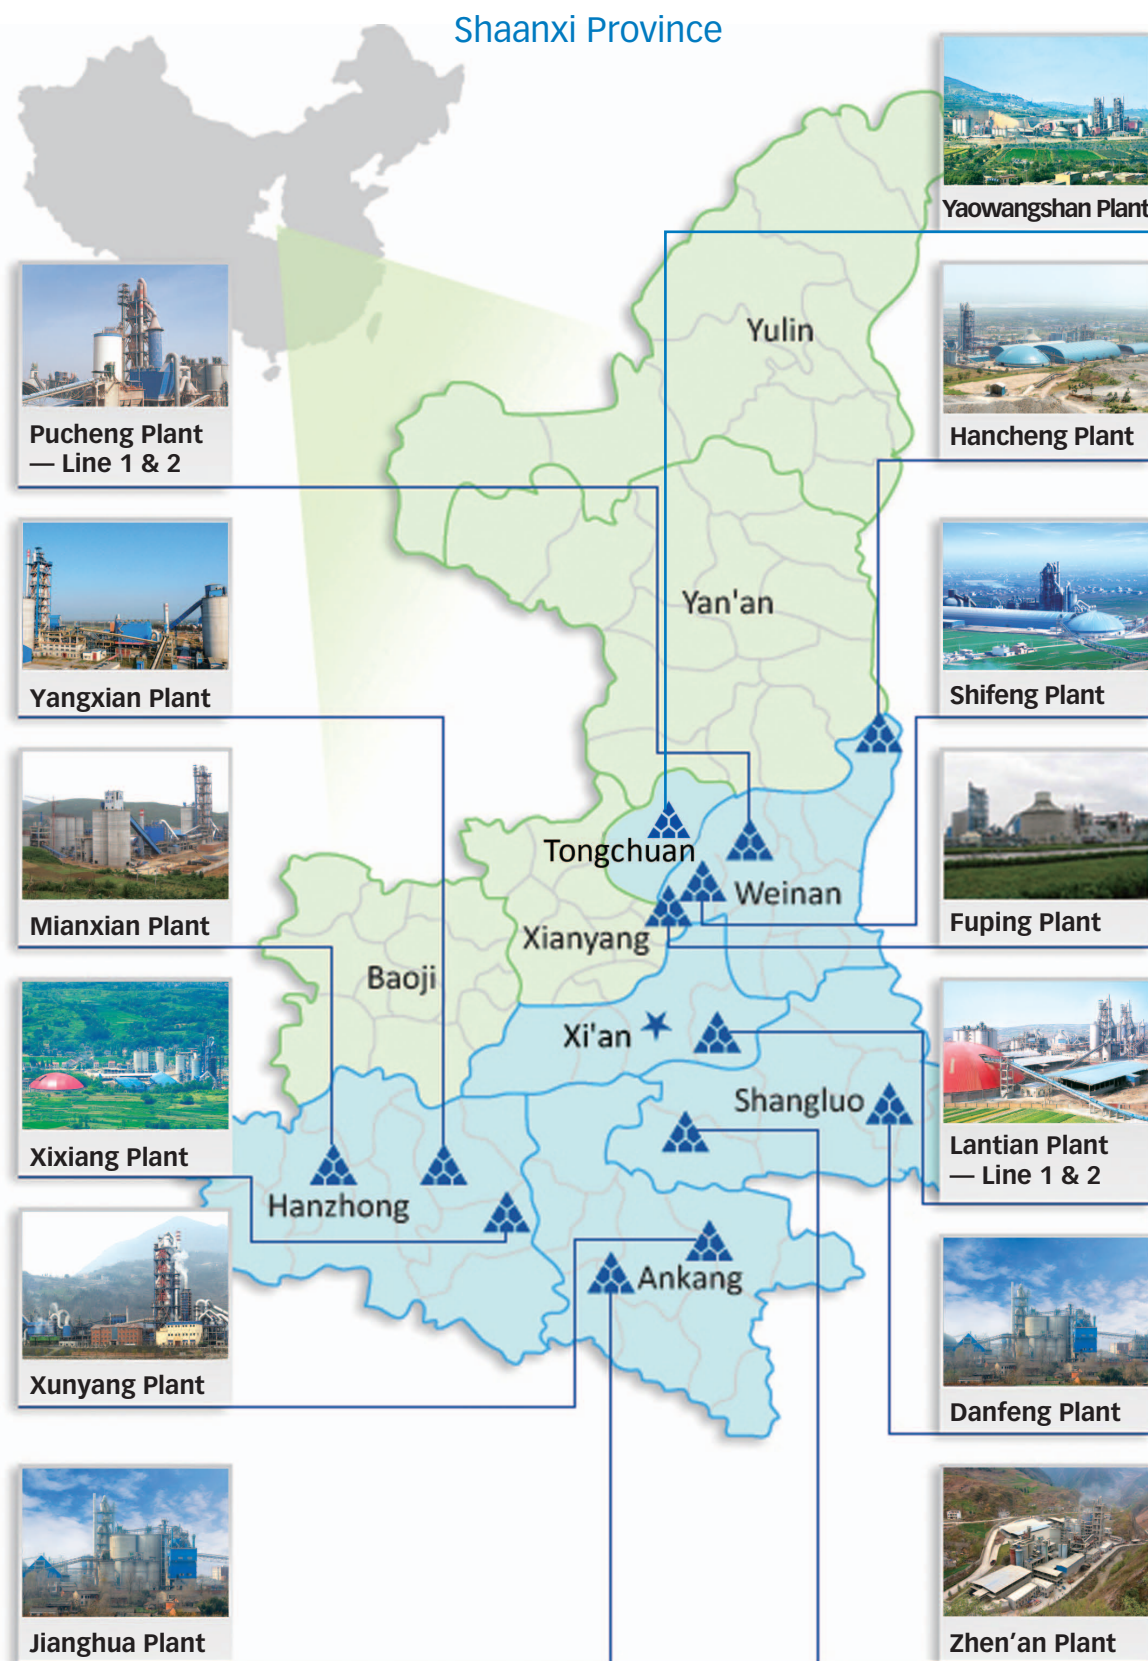 Shaanxi Province
Yaowangshan Plant
Pucheng Plant
— Line 1 & 2
Hancheng Plant
Yangxian Plant
Shifeng Plant
Mianxian Plant
Fuping Plant
Xixiang Plant
Lantian Plant
— Line 1 & 2
Xunyang Plant
Danfeng Plant
Jianghua Plant
Zhen’an Plant
Yulin
Yan'an
Tongchuan
Weinan
Xianyang
Baoji
Xi'an
Shangluo
Hanzhong
Ankang